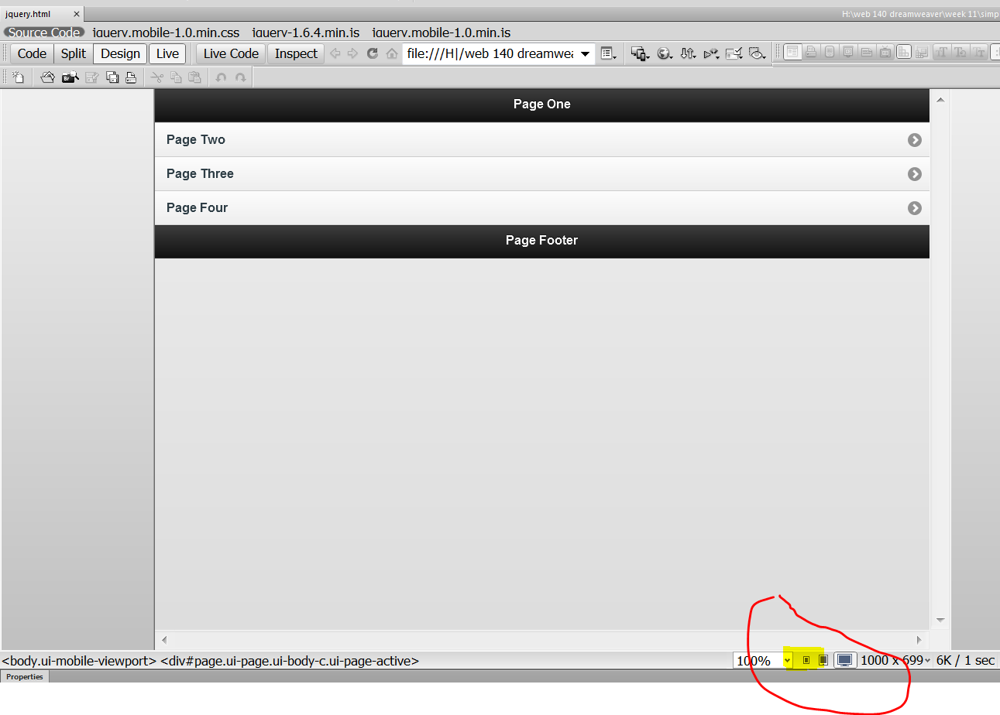 jquery.html
H:\web 140 dreamweaver\week 11\simp
Source Code jquery.mobile-1.0.min.css jquery-1.6.4.min.js jquery.mobile-1.0.min.js
Code Split Design Live Live Code Inspect file:///H|/web 140 dreamwea
Br
Page One
Page Two
Page Three
Page Four
Page Footer
<body.ui-mobile-viewport> <div#page.ui-page.ui-body-c.ui-page-active> 100% 1000 x 699 6K / 1 sec
Properties